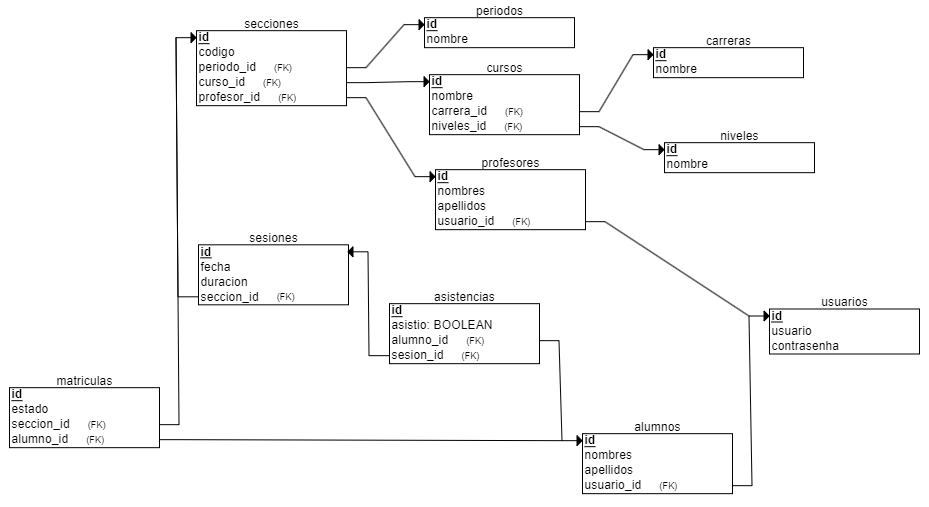 secciones
id
codigo
periodo_id (FK)
curso_id (FK)
profesor_id (FK)
periodos
id
nombre
cursos
id
nombre
carrera_id (FK)
niveles_id (FK)
carreras
id
nombre
niveles
id
nombre
profesores
id
nombres
apellidos
usuario_id (FK)
sesiones
id
fecha
duracion
seccion_id (FK)
asistencias
id
asistio: BOOLEAN
alumno_id (FK)
sesion_id (FK)
usuarios
id
usuario
contrasenha
matriculas
id
estado
seccion_id (FK)
alumno_id (FK)
alumnos
id
nombres
apellidos
usuario_id (FK)